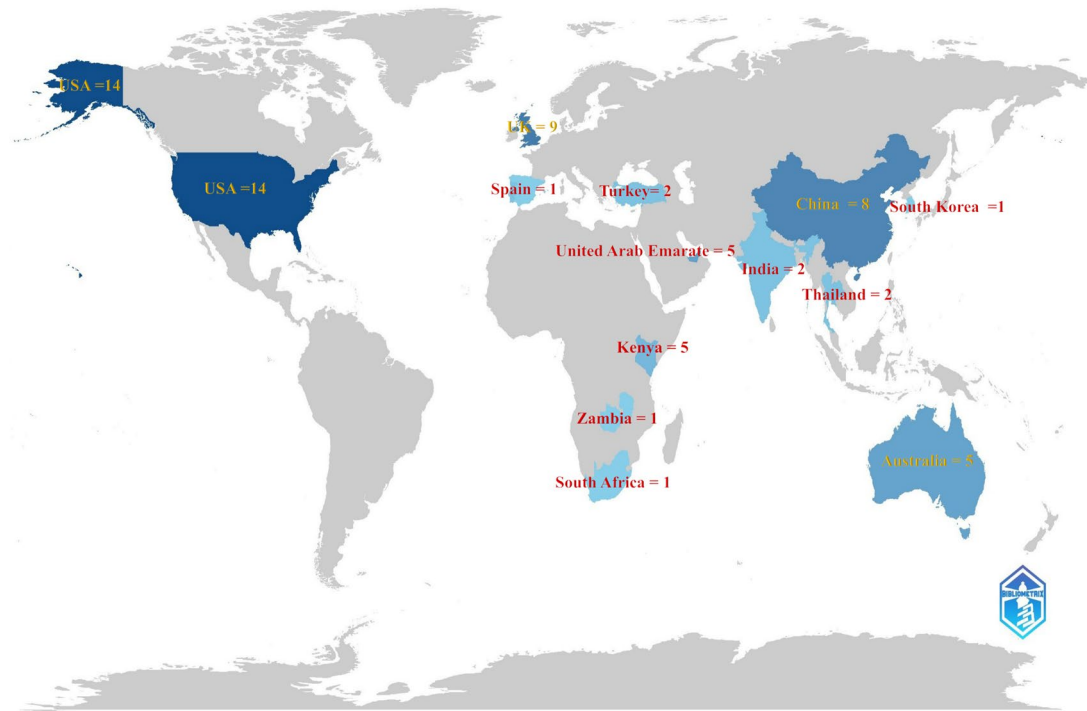 USA =14
UK = 9
USA =14
Spain = 1
Turkey= 2
China = 8
South Korea =1
United Arab Emarate = 5
India = 2
Thailand = 2
Kenya = 5
Zambia = 1
South Africa = 1
Australia = 5
BIBLIOMETRIX